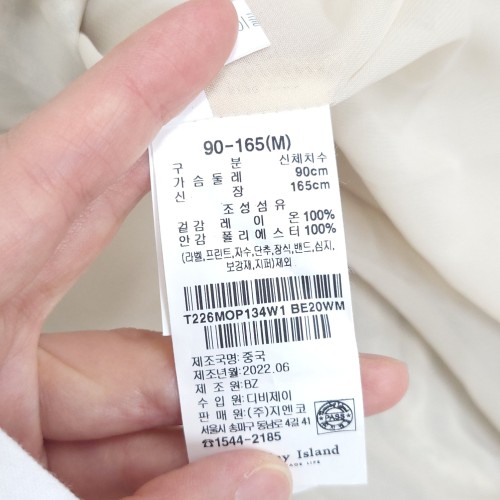 90-165(M)
구 분 신체치수
가슴둘레 90cm
신 장 165cm
조성섬유
겉감 레 이 온 100%
안감 폴리에스터 100%
(라벨,프린트,자수,단추,장식,밴드,심지,
보강재,지퍼)제외
T226MOP134W1 BE20WM
제조국명:중국
제조년월:2022.06
제 조 원:BZ
수 입 원:디비제이
판 매 원:(주)지엔코
서울시 송파구 동남로 4길 41
☎1544-2185
PASS
Island